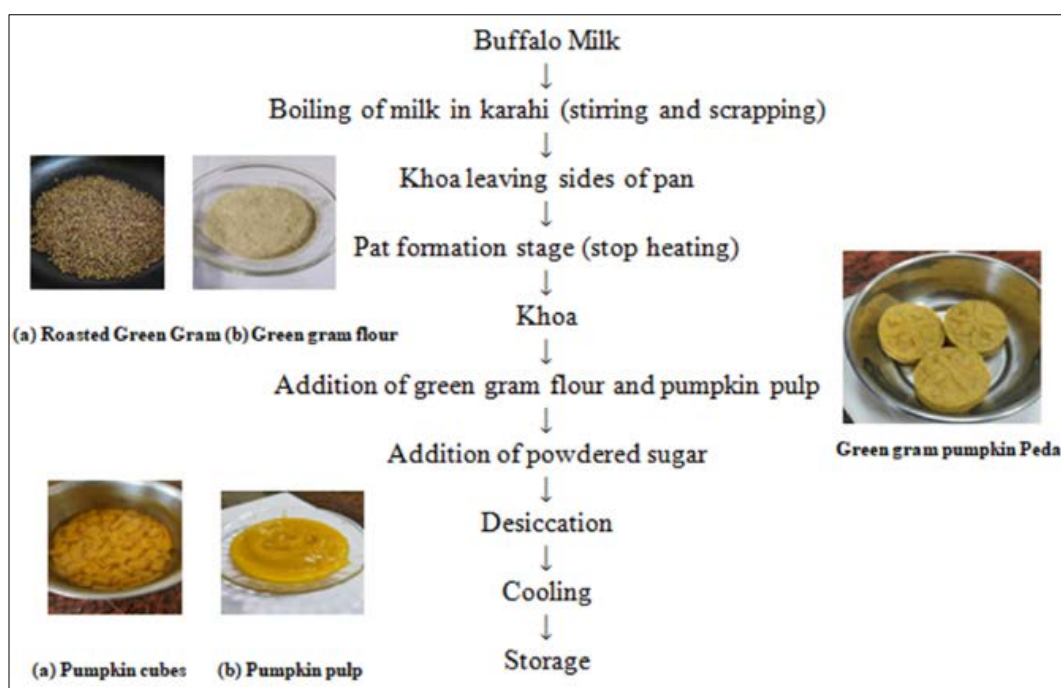 Buffalo Milk
↓
Boiling of milk in karahi (stirring and scrapping)
↓
Khoa leaving sides of pan
↓
Pat formation stage (stop heating)
↓
Khoa
↓
Addition of green gram flour and pumpkin pulp
↓
Addition of powdered sugar
↓
Desiccation
↓
Cooling
↓
Storage
(a) Roasted Green Gram (b) Green gram flour
Green gram pumpkin Peda
(a) Pumpkin cubes (b) Pumpkin pulp